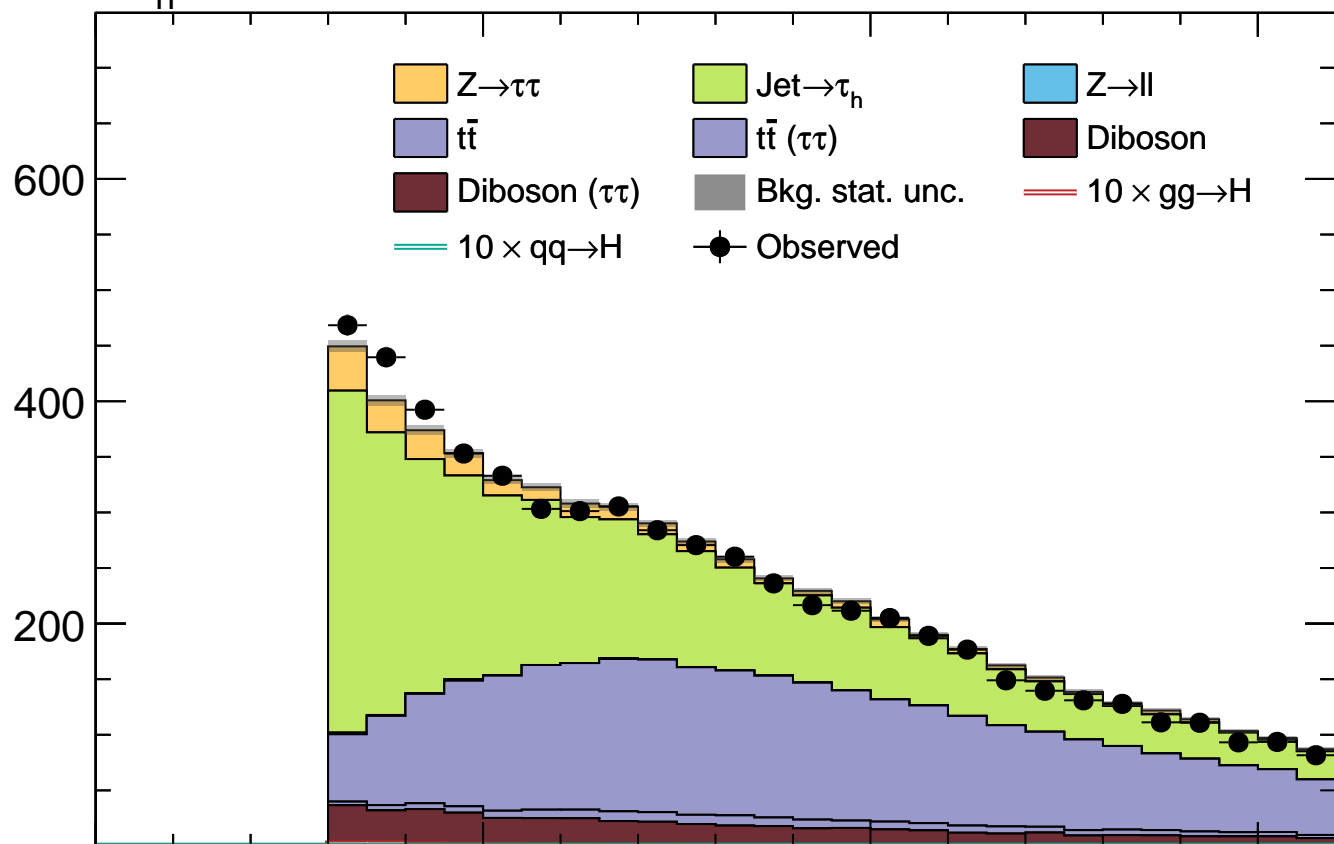 Z→ττ Jet→τh Z→ll
tt̄ tt̄ (ττ) Diboson
Diboson (ττ) Bkg. stat. unc. 10 × gg→H
10 × qq→H Observed
600
400
200